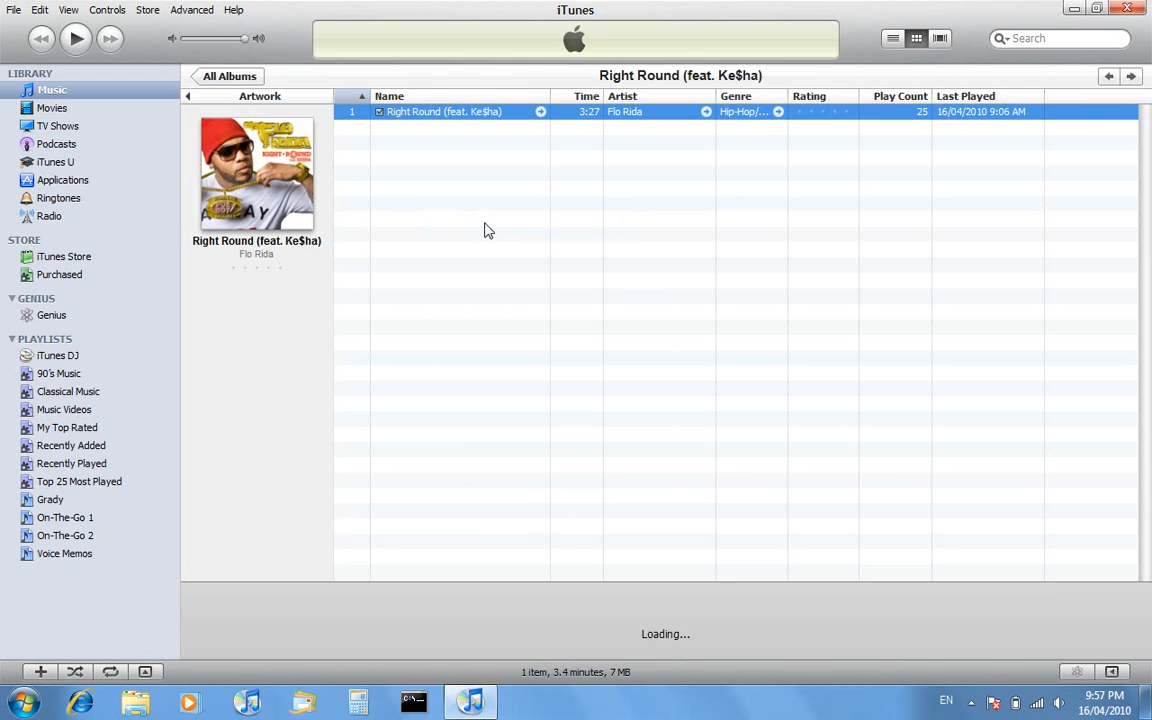 File Edit View Controls Store Advanced Help
iTunes
Search
LIBRARY
Music
Movies
TV Shows
Podcasts
iTunes U
Applications
Ringtones
Radio
STORE
iTunes Store
Purchased
GENIUS
Genius
PLAYLISTS
iTunes DJ
90's Music
Classical Music
Music Videos
My Top Rated
Recently Added
Recently Played
Top 25 Most Played
Grady
On-The-Go 1
On-The-Go 2
Voice Memos
All Albums
Right Round (feat. Ke$ha)
Artwork Name Time Artist Genre Rating Play Count Last Played
1 Right Round (feat. Ke$ha) 3:27 Flo Rida Hip-Hop/... 25 16/04/2010 9:06 AM
FLO RIDA
RIGHT ROUND
Right Round (feat. Ke$ha)
Flo Rida
Loading...
1 item, 3.4 minutes, 7 MB
EN
9:57 PM
16/04/2010